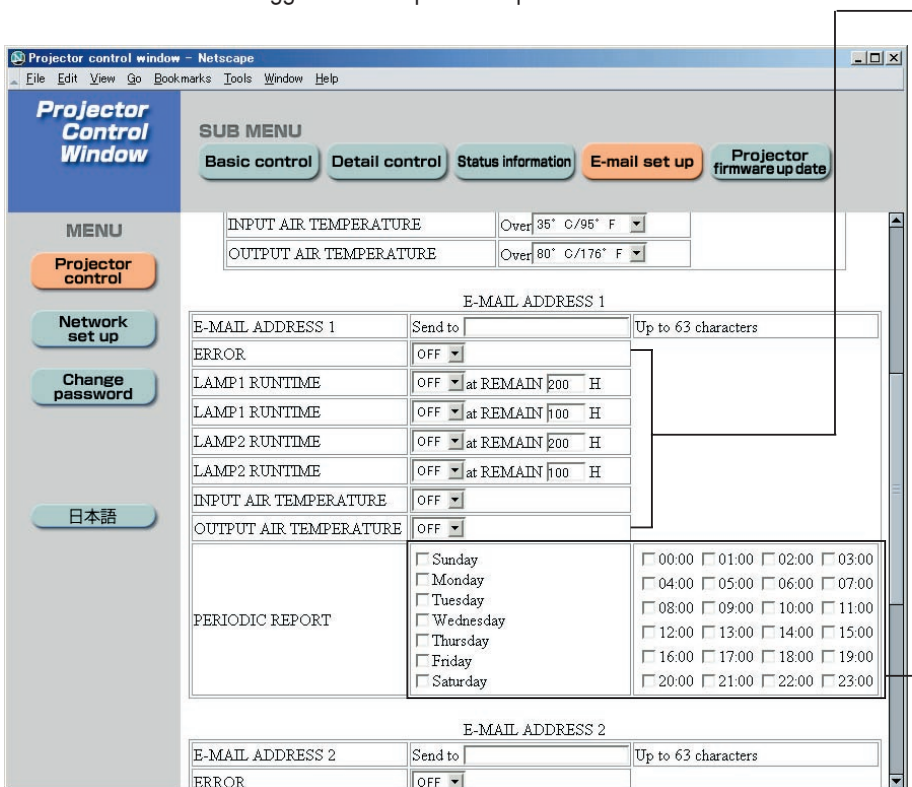 Projector control window - Netscape
File Edit View Go Bookmarks Tools Window Help
Projector
Control
Window
SUB MENU
Basic control Detail control Status information E-mail set up Projector firmware up date
MENU
Projector
control
Network
set up
Change
password
日本語
INPUT AIR TEMPERATURE Over 35° C/95° F
OUTPUT AIR TEMPERATURE Over 80° C/176° F
E-MAIL ADDRESS 1
E-MAIL ADDRESS 1 Send to Up to 63 characters
ERROR OFF
LAMP1 RUNTIME OFF at REMAIN 200 H
LAMP1 RUNTIME OFF at REMAIN 100 H
LAMP2 RUNTIME OFF at REMAIN 200 H
LAMP2 RUNTIME OFF at REMAIN 100 H
INPUT AIR TEMPERATURE OFF
OUTPUT AIR TEMPERATURE OFF
PERIODIC REPORT
Sunday
Monday
Tuesday
Wednesday
Thursday
Friday
Saturday
00:00 01:00 02:00 03:00
04:00 05:00 06:00 07:00
08:00 09:00 10:00 11:00
12:00 13:00 14:00 15:00
16:00 17:00 18:00 19:00
20:00 21:00 22:00 23:00
E-MAIL ADDRESS 2
E-MAIL ADDRESS 2 Send to Up to 63 characters
ERROR OFF